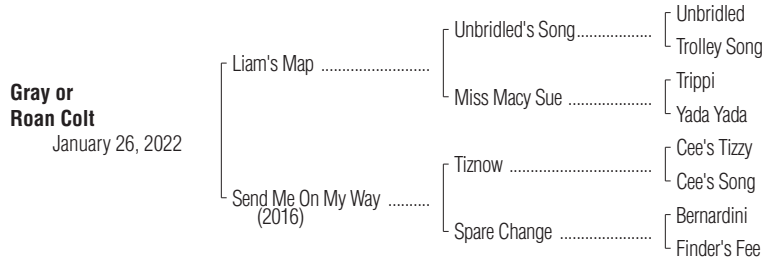 Gray or
Roan Colt
January 26, 2022
Liam's Map ..........................
Send Me On My Way ..........
(2016)
Unbridled's Song..................
Miss Macy Sue ....................
Tiznow ..................................
Spare Change ......................
Unbridled
Trolley Song
Trippi
Yada Yada
Cee's Tizzy
Cee's Song
Bernardini
Finder's Fee